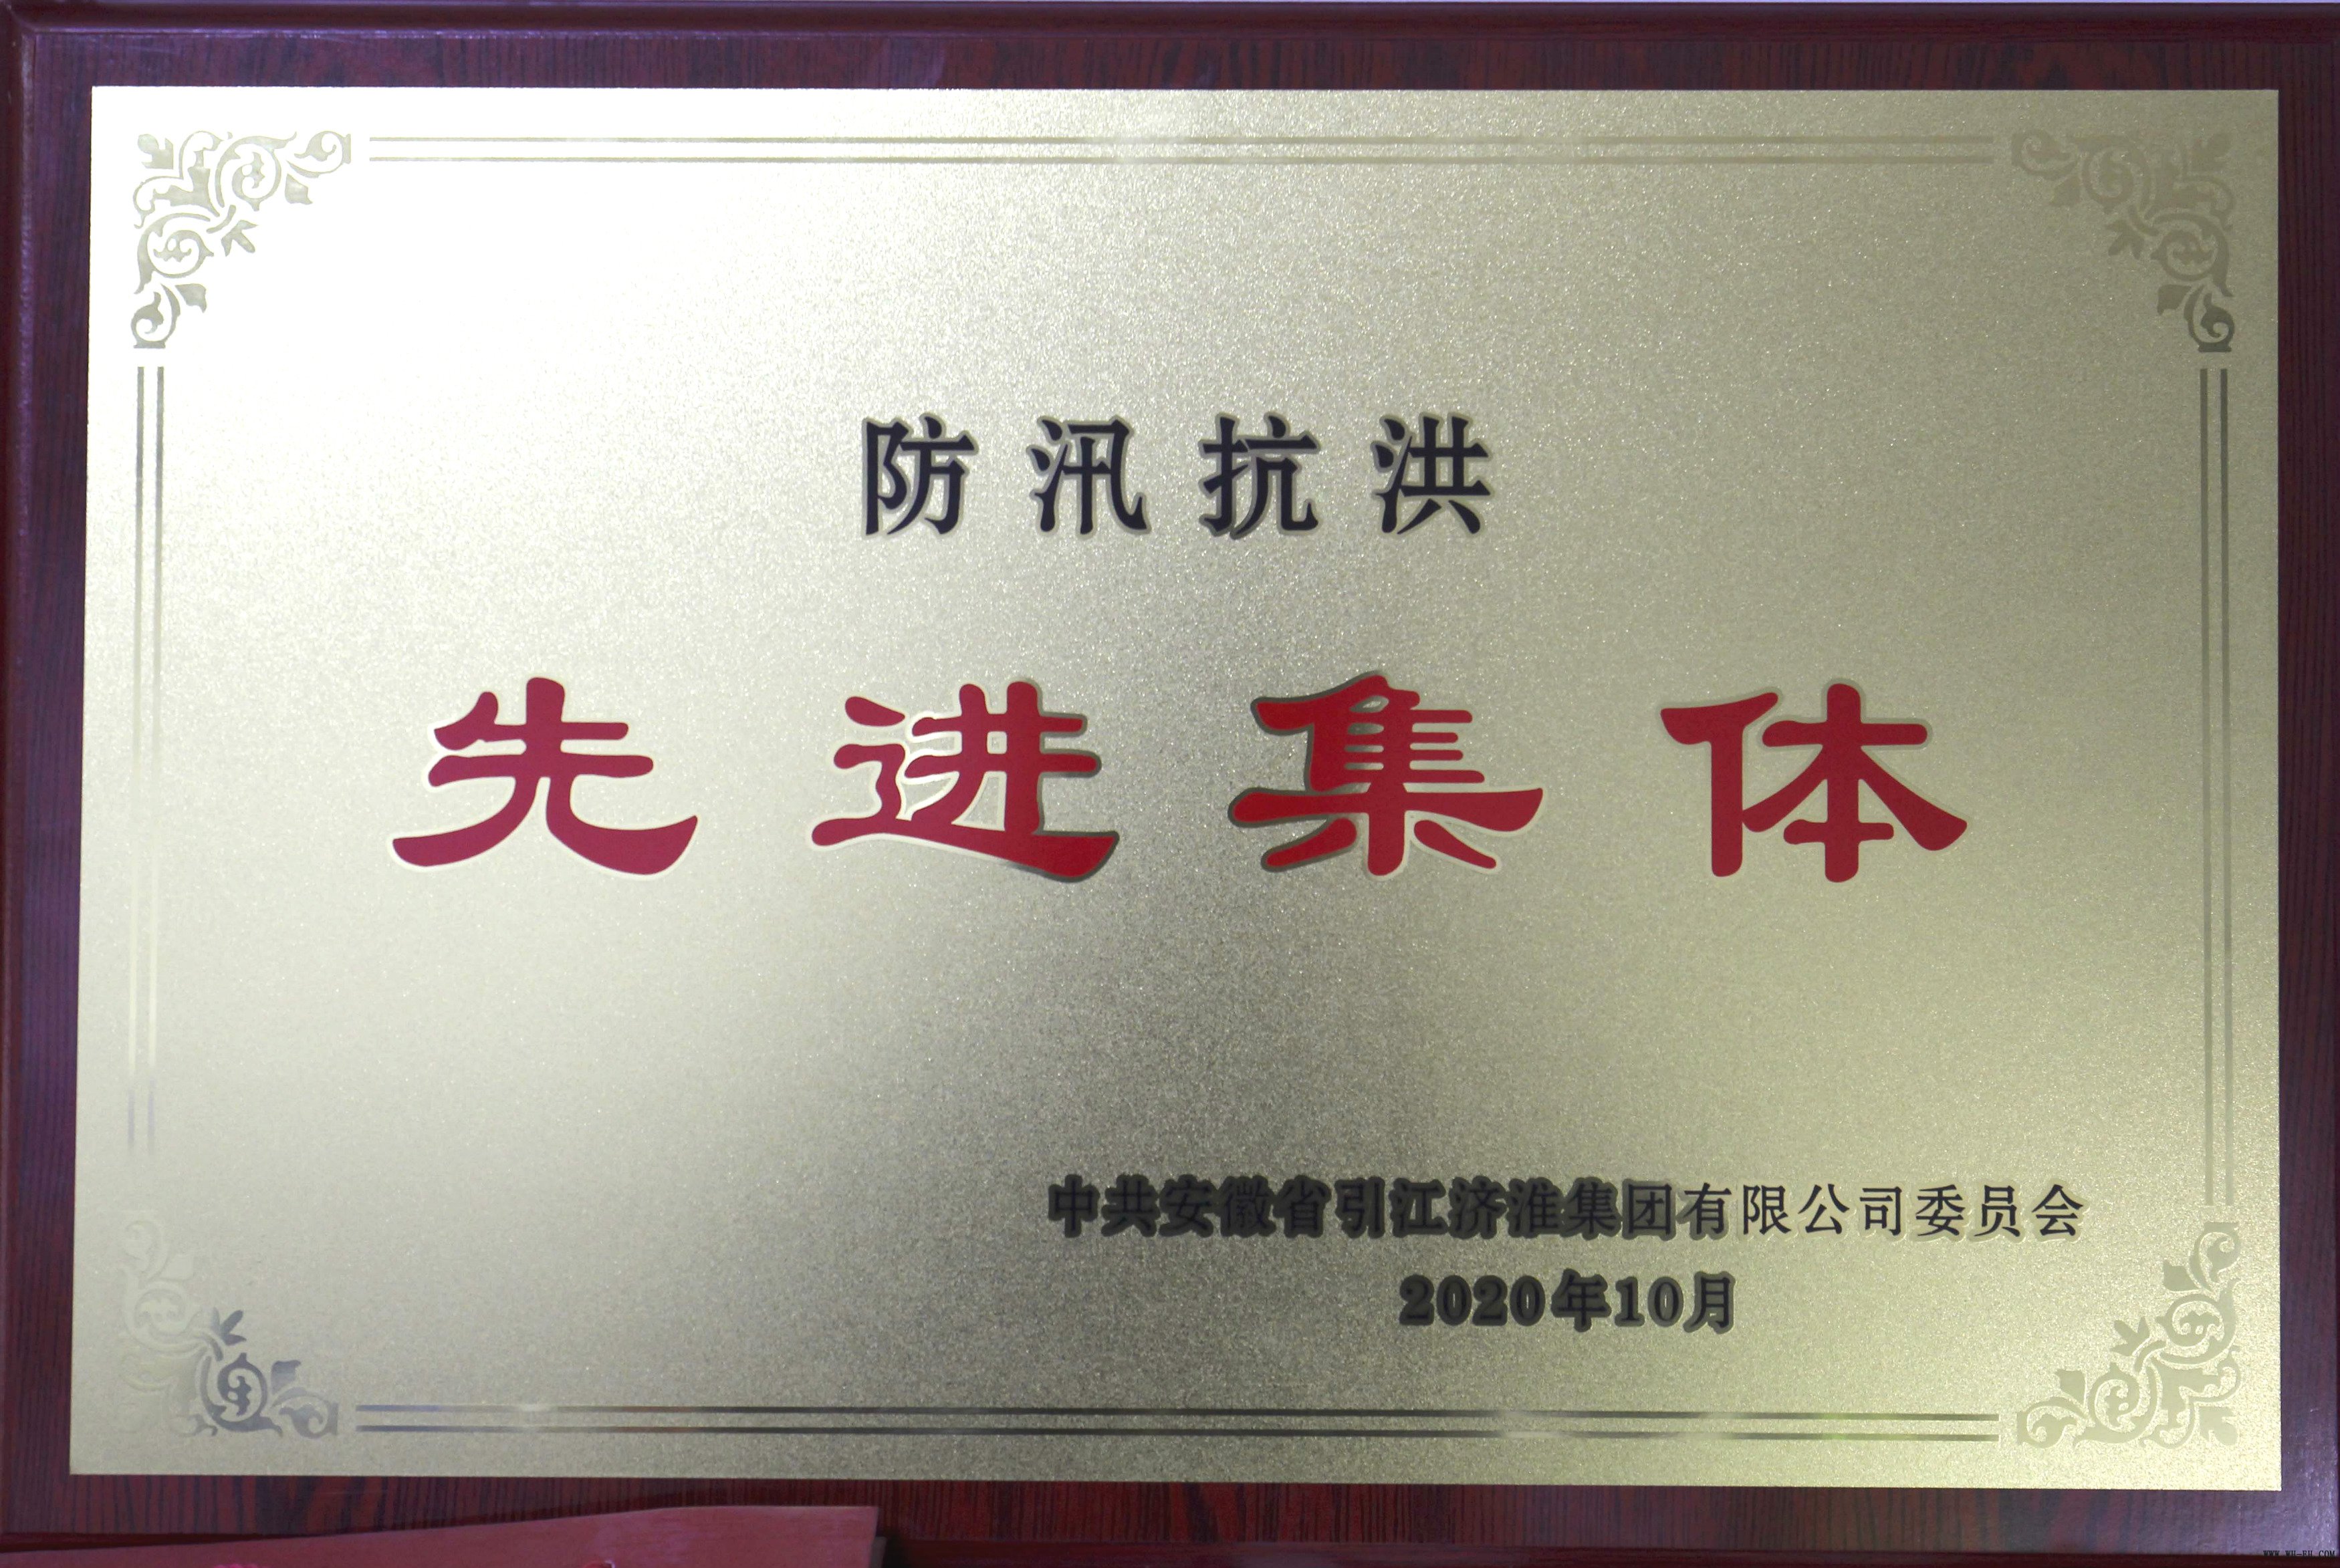 防汛抗洪
先进集体
中共安徽省引江济淮集团有限公司委员会
2020年10月